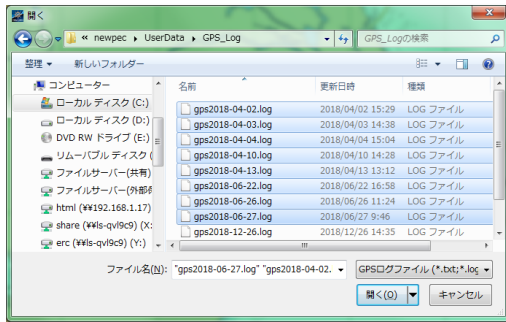 開く
« newpec ▸ UserData ▸ GPS_Log
GPS_Logの検索
整理 ▼ 新しいフォルダー
コンピューター
ローカル ディスク (C:)
ローカル ディスク (D:)
DVD RW ドライブ (E:)
リムーバブル ディスク (
ファイルサーバー(共有)
ファイルサーバー(外部
html (¥¥192.168.1.17)
share (¥¥ls-qvl9c9) (X:
erc (¥¥ls-qvl9c9) (Y:)
名前 更新日時 種類
gps2018-04-02.log 2018/04/02 15:29 LOG ファイル
gps2018-04-03.log 2018/04/03 14:38 LOG ファイル
gps2018-04-04.log 2018/04/04 15:04 LOG ファイル
gps2018-04-10.log 2018/04/10 14:28 LOG ファイル
gps2018-04-13.log 2018/04/13 13:12 LOG ファイル
gps2018-06-22.log 2018/06/22 16:58 LOG ファイル
gps2018-06-26.log 2018/06/26 11:24 LOG ファイル
gps2018-06-27.log 2018/06/27 9:46 LOG ファイル
gps2018-12-26.log 2018/12/26 14:35 LOG ファイル
ファイル名(N): "gps2018-06-27.log" "gps2018-04-02. GPSログファイル (*.txt;*.log
開く(O) キャンセル